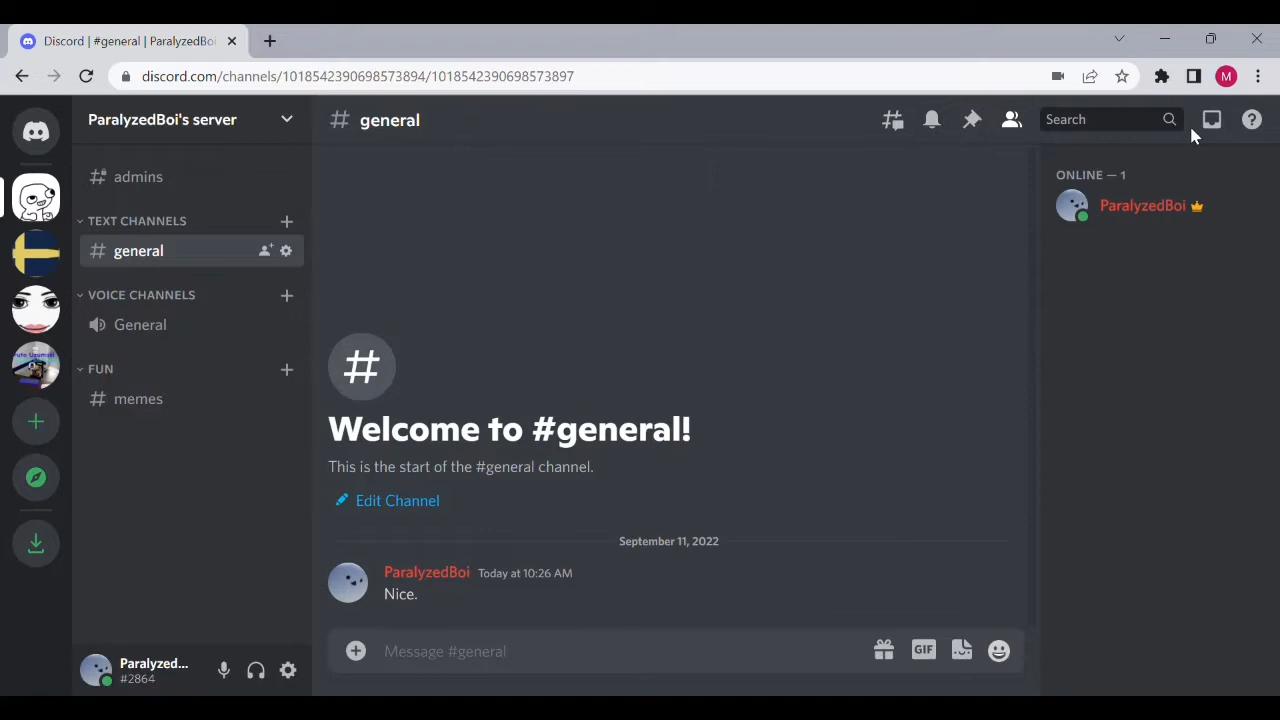 Discord | #general | ParalyzedBoi
discord.com/channels/1018542390698573894/1018542390698573897
M
ParalyzedBoi's server
general
Search
admins
TEXT CHANNELS
general
VOICE CHANNELS
General
FUN
memes
ONLINE — 1
ParalyzedBoi
Welcome to #general!
This is the start of the #general channel.
Edit Channel
September 11, 2022
ParalyzedBoi Today at 10:26 AM
Nice.
Message #general
GIF
Paralyzed...
#2864